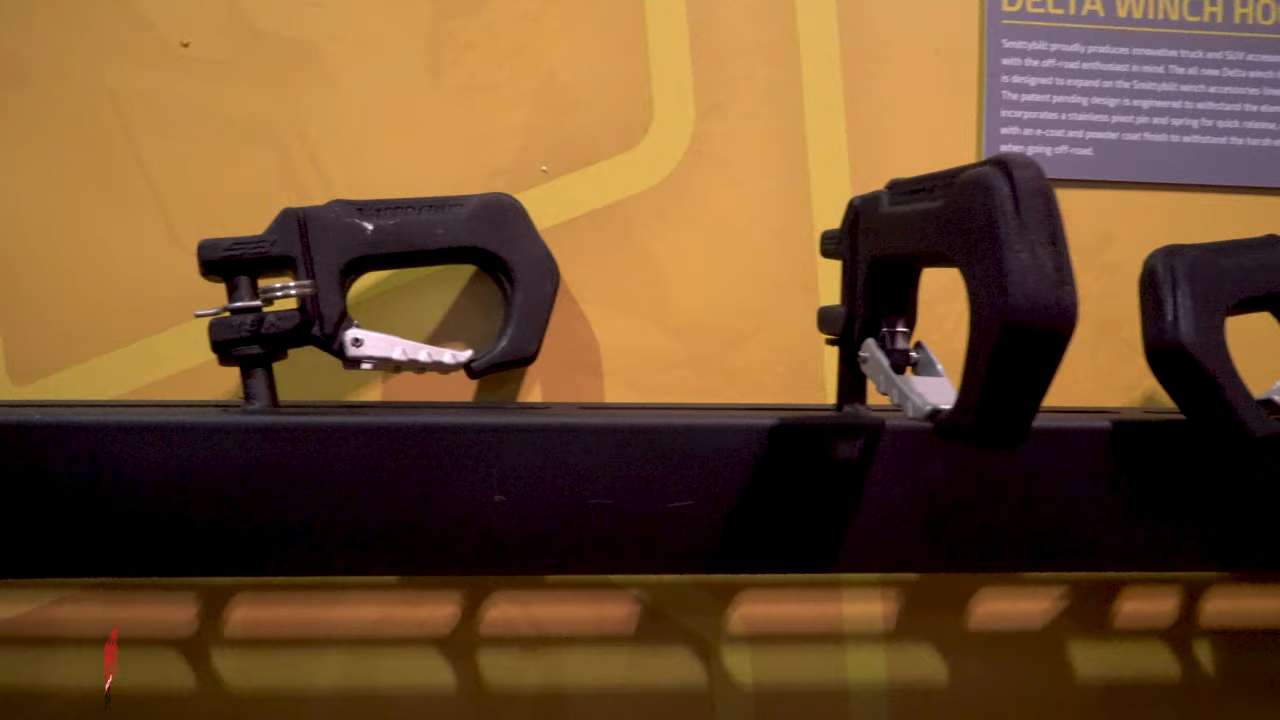 DELTA WINCH HO
Smittybilt proudly produces innovative truck and SUV accesso
with the off-road enthusiast in mind. The all new Delta winch
is designed to expand on the Smittybilt winch accessories line
The patent pending design is engineered to withstand the elem
incorporates a stainless pivot pin and spring for quick release,
with an e-coat and powder coat finish to withstand the harsh
when going off-road.